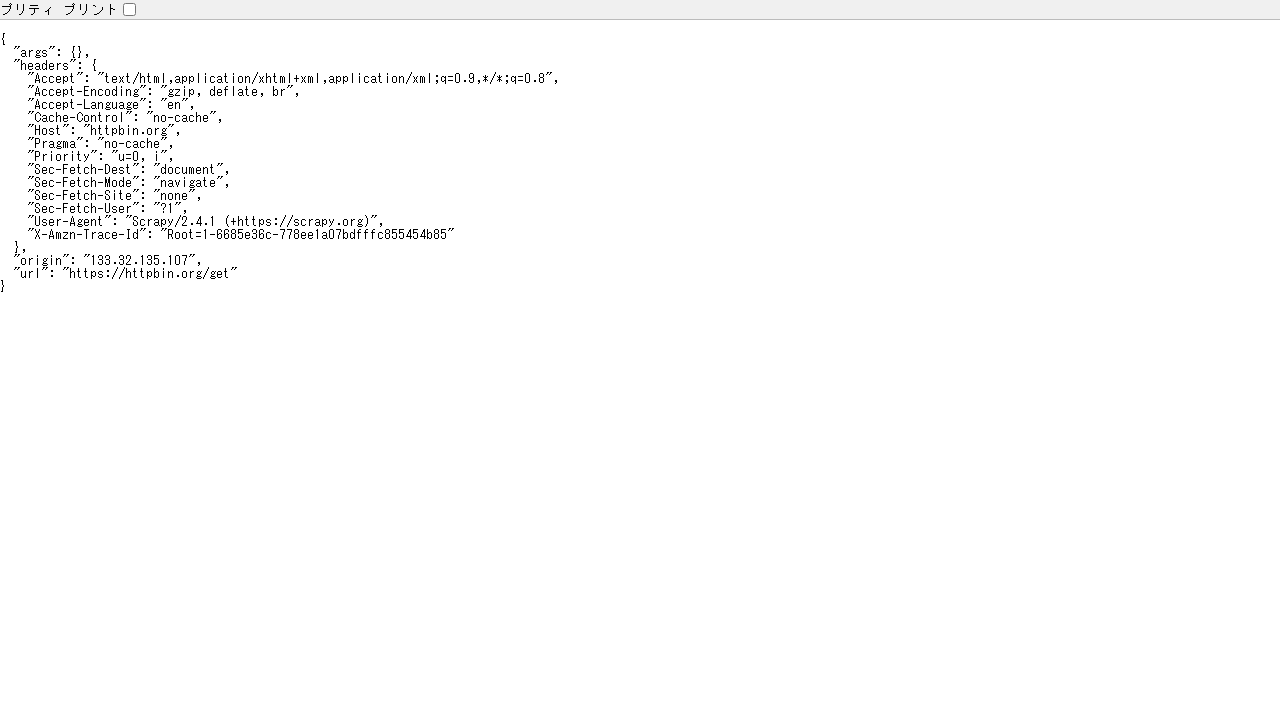 プリティ プリント
{
  "args": {},
  "headers": {
    "Accept": "text/html,application/xhtml+xml,application/xml;q=0.9,*/*;q=0.8",
    "Accept-Encoding": "gzip, deflate, br",
    "Accept-Language": "en",
    "Cache-Control": "no-cache",
    "Host": "httpbin.org",
    "Pragma": "no-cache",
    "Priority": "u=0, i",
    "Sec-Fetch-Dest": "document",
    "Sec-Fetch-Mode": "navigate",
    "Sec-Fetch-Site": "none",
    "Sec-Fetch-User": "?1",
    "User-Agent": "Scrapy/2.4.1 (+https://scrapy.org)",
    "X-Amzn-Trace-Id": "Root=1-6685e36c-778ee1a07bdfffc855454b85"
  },
  "origin": "133.32.135.107",
  "url": "https://httpbin.org/get"
}